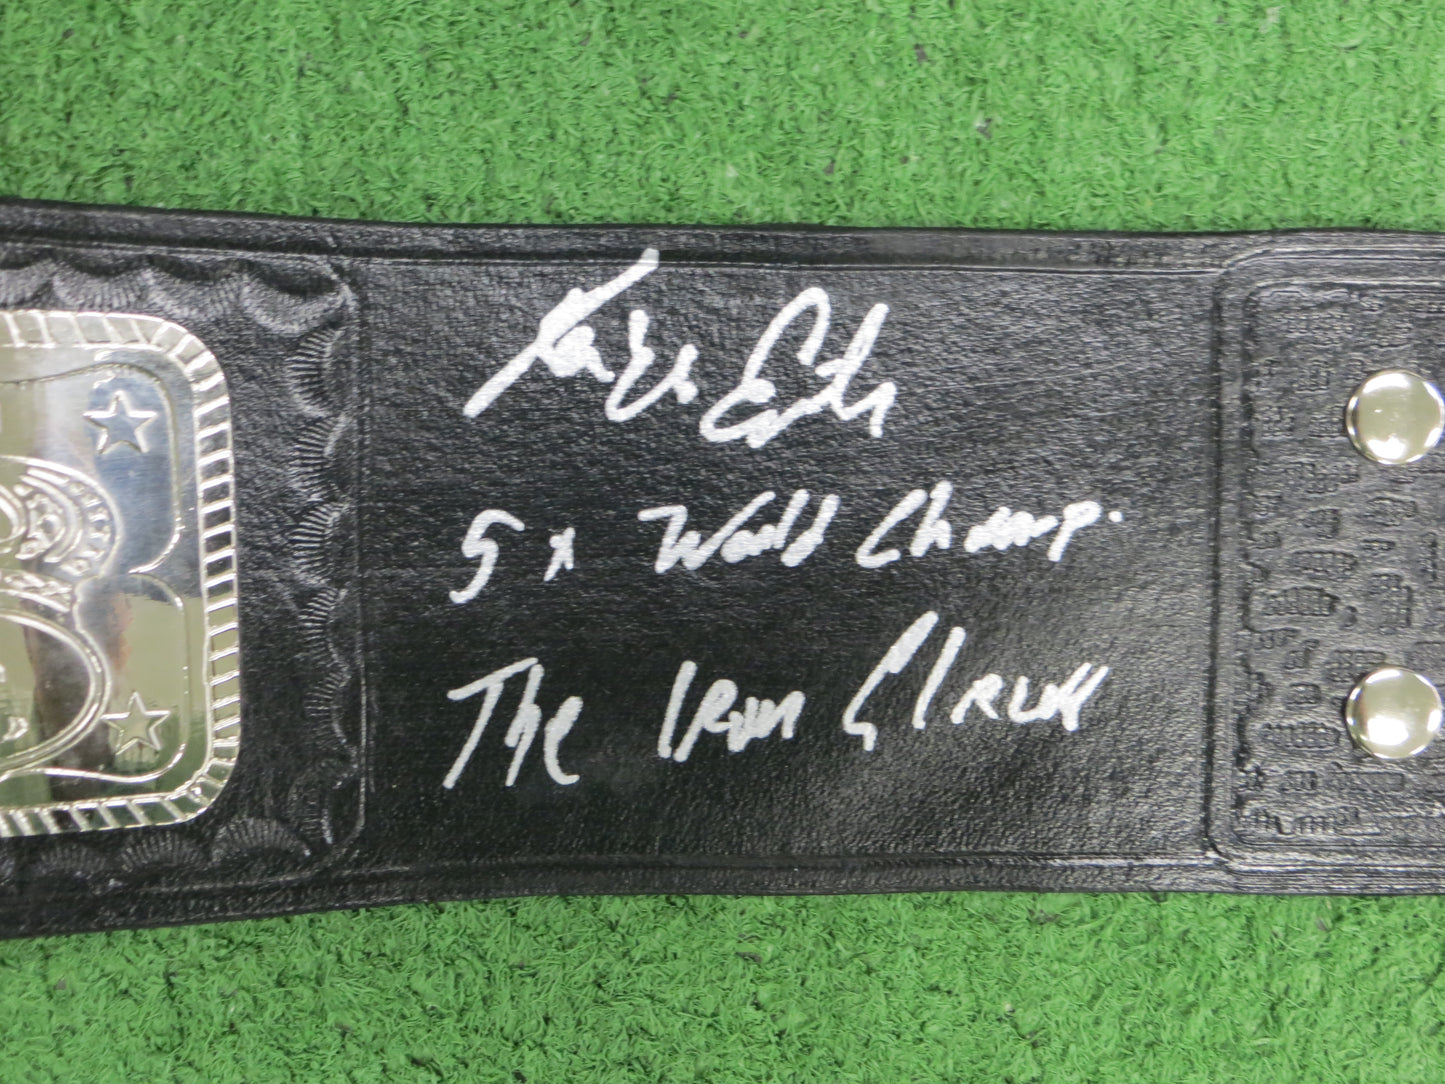 5x World Champ.
The Iron Claw